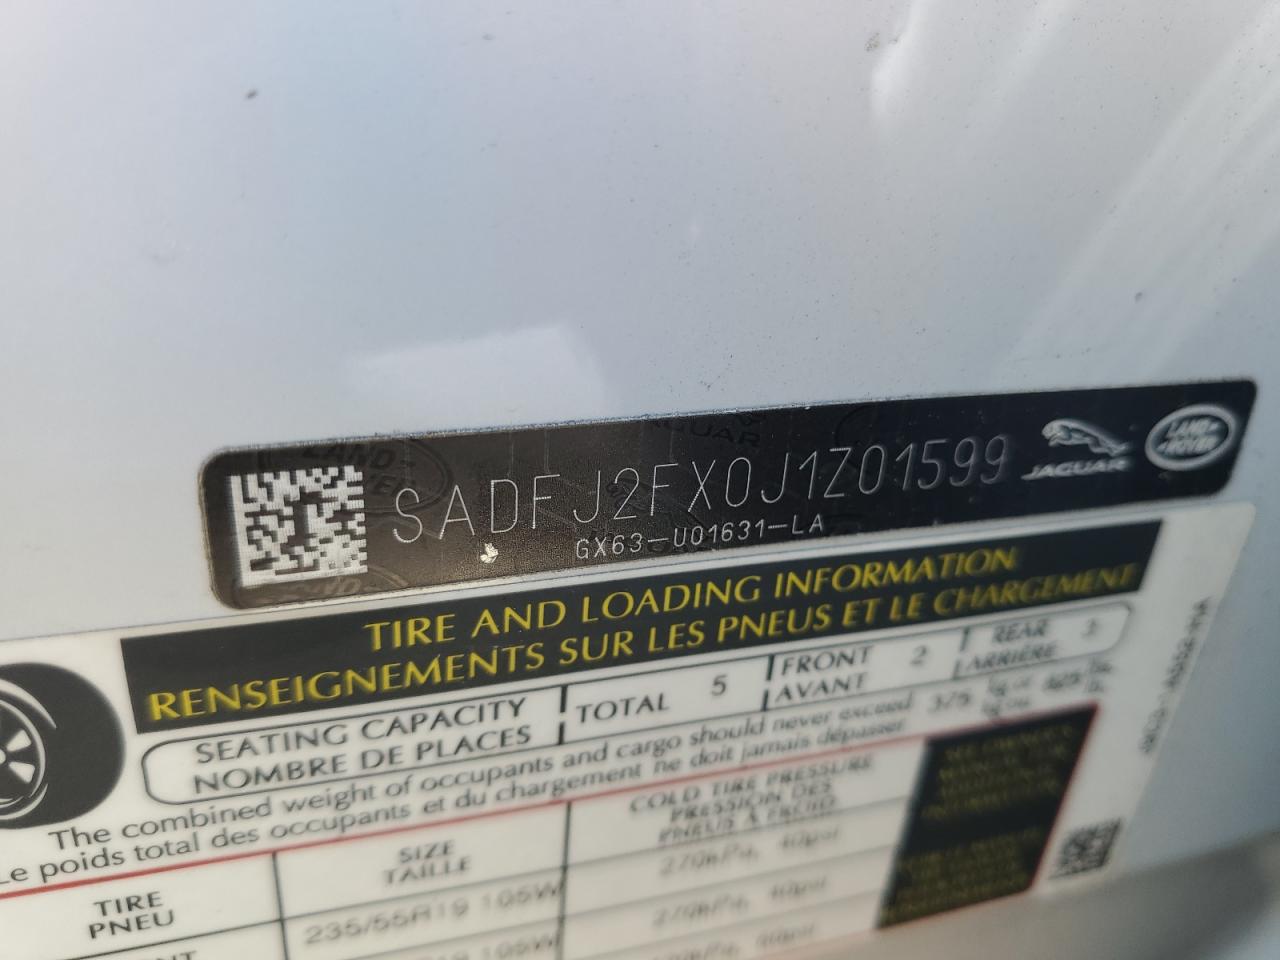 SADFJ2FX0J1Z01599
JAGUAR
LAND ROVER
GX63-U01631-LA
TIRE AND LOADING INFORMATION
RENSEIGNEMENTS SUR LES PNEUS ET LE CHARGEMENT
SEATING CAPACITY
NOMBRE DE PLACES
TOTAL 5
FRONT 2
AVANT
REAR 3
ARRIÈRE
The combined weight of occupants and cargo should never exceed 375
Le poids total des occupants et du chargement ne doit jamais dépasser
TIRE
PNEU
SIZE
TAILLE
COLD TIRE PRESSURE
PRESSION DES
PNEUS À FROID
235/55R19 105W